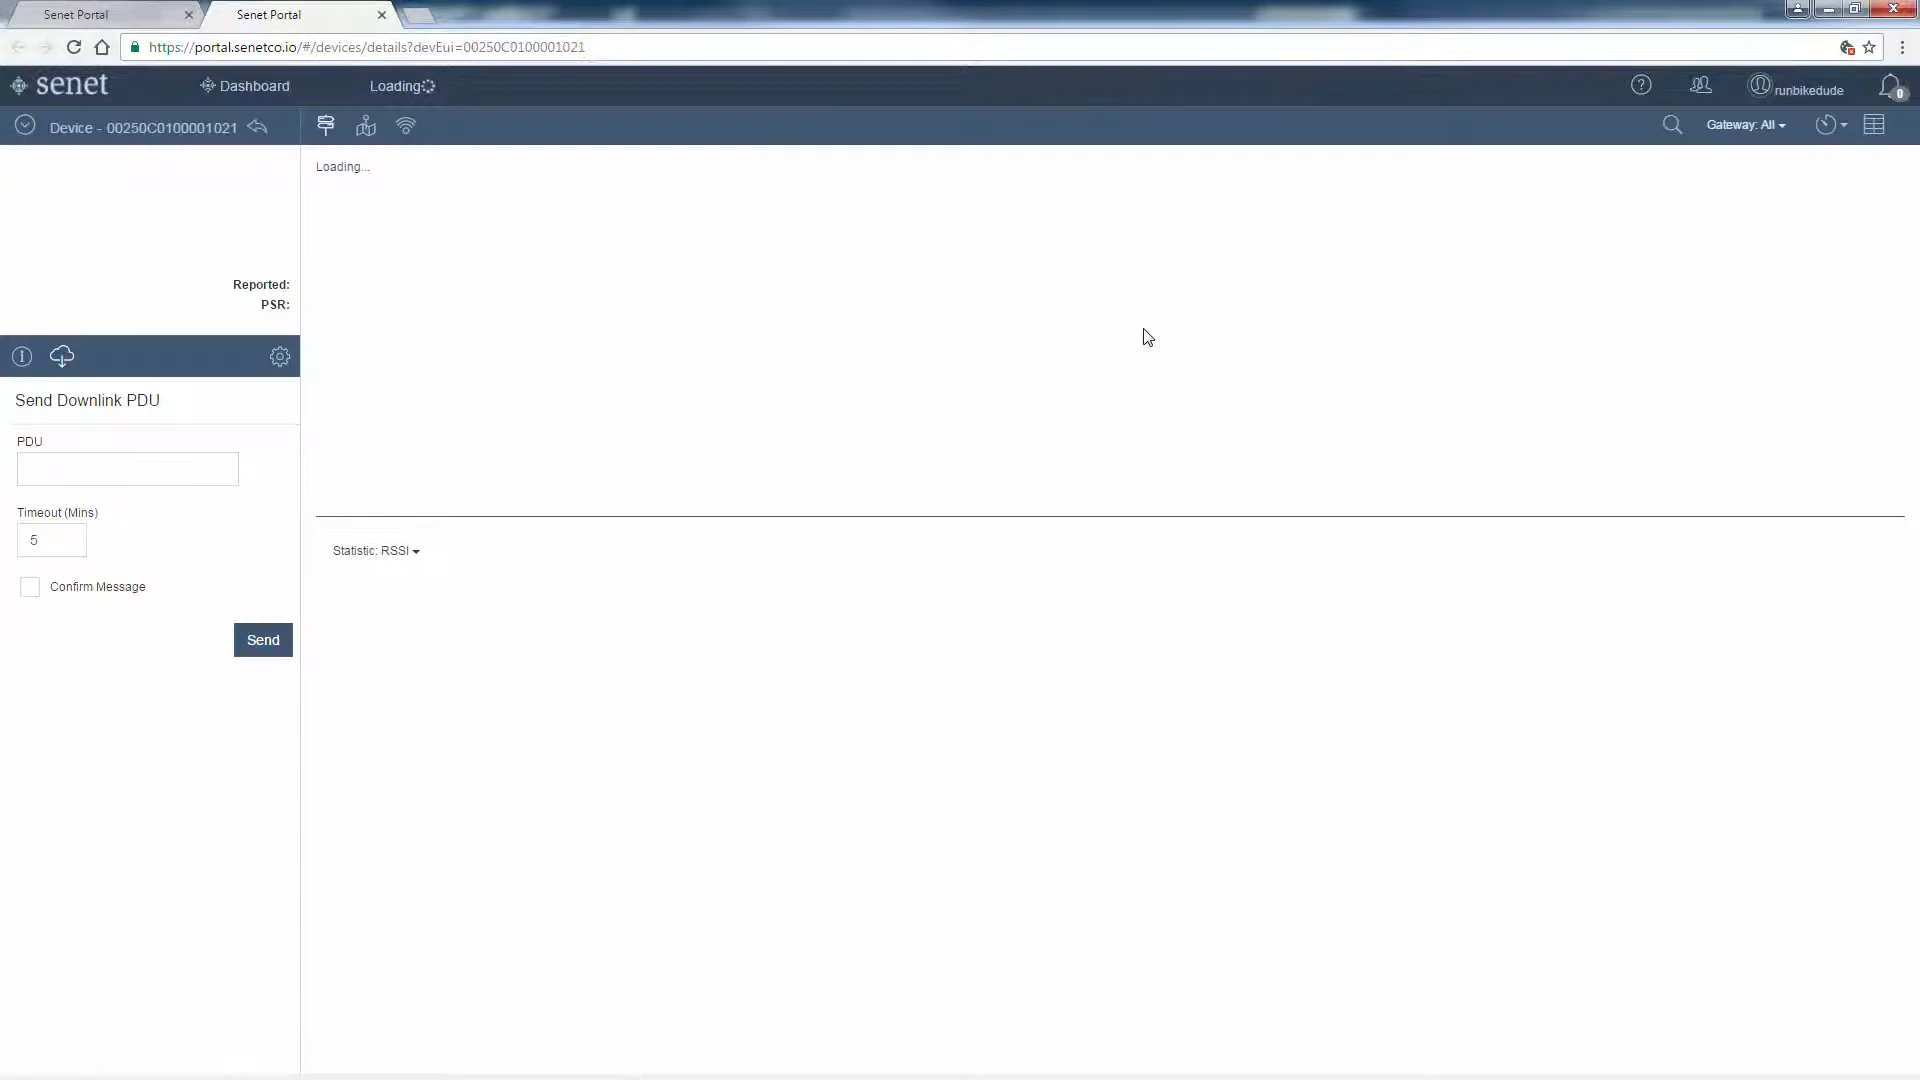 Senet Portal
Senet Portal
https://portal.senetco.io/#/devices/details?devEui=00250C0100001021
senet
Dashboard
Loading
runbikedude
0
Device - 00250C0100001021
Gateway: All
Loading...
Reported:
PSR:
Send Downlink PDU
PDU
Timeout (Mins)
5
Confirm Message
Send
Statistic: RSSI